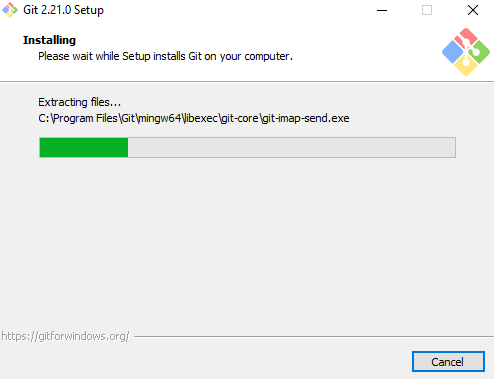 Git 2.21.0 Setup
Installing
Please wait while Setup installs Git on your computer.
Extracting files...
C:\Program Files\Git\mingw64\libexec\git-core\git-imap-send.exe
https://gitforwindows.org/
Cancel